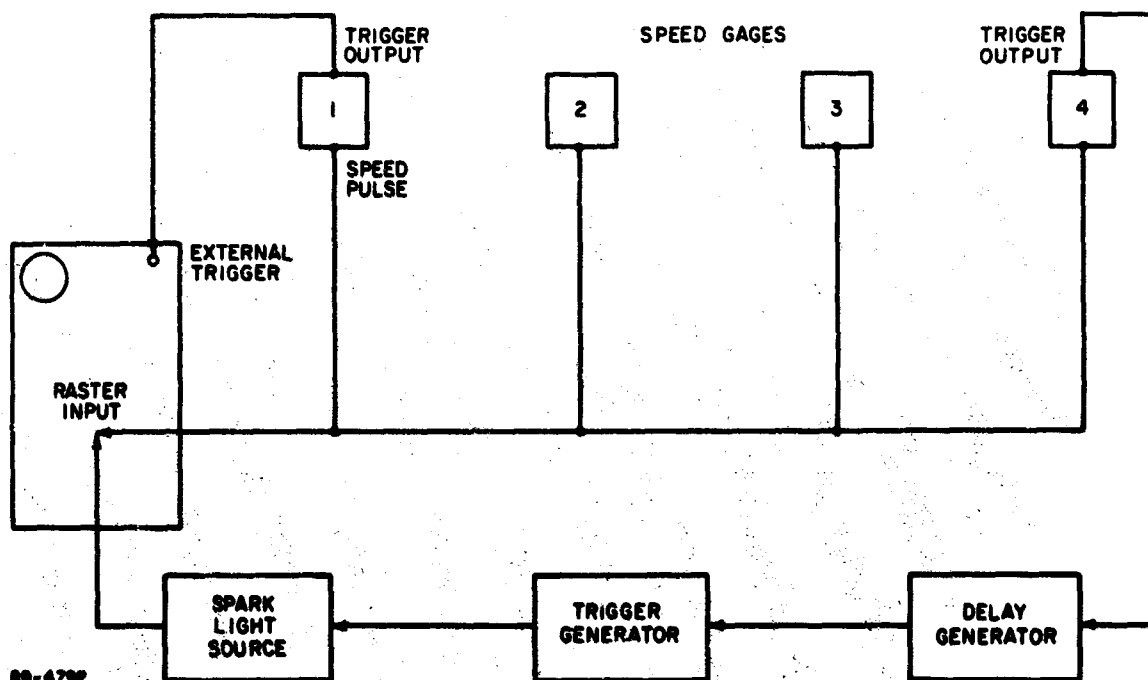 TRIGGER
OUTPUT
SPEED GAGES
TRIGGER
OUTPUT
1
2
3
4
SPEED
PULSE
EXTERNAL
TRIGGER
RASTER
INPUT
SPARK
LIGHT
SOURCE
TRIGGER
GENERATOR
DELAY
GENERATOR